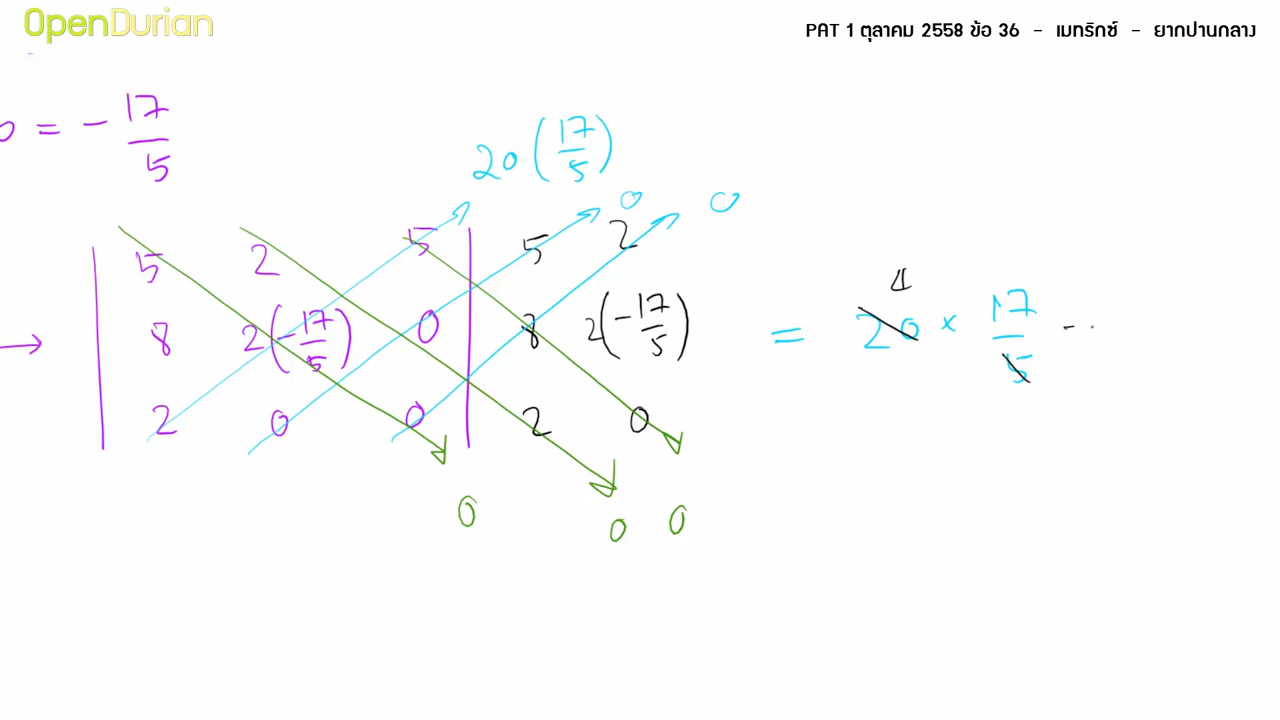 OpenDurian
PAT 1 ตุลาคม 2558 ข้อ 36 - เมทริกซ์ - ยากปานกลาง
= - 17/5
20 (17/5) 0 0
5 2 5 5 2
→ 8 2(-17/5) 0 8 2(-17/5) = 20 × 17/5 -
4
2 0 0 2 0
0 0 0